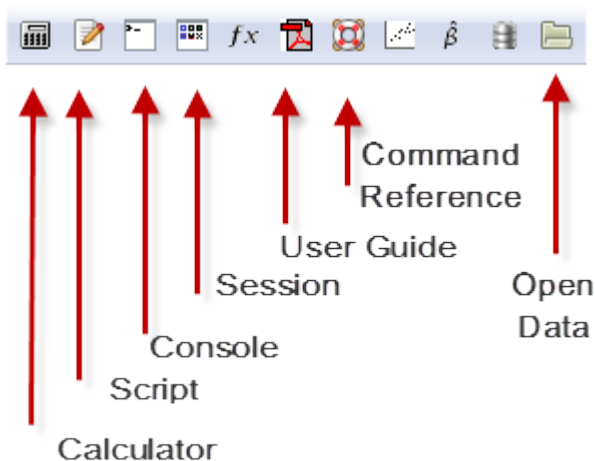 fx β̂
Command
Reference
User Guide
Session
Open
Data
Console
Script
Calculator